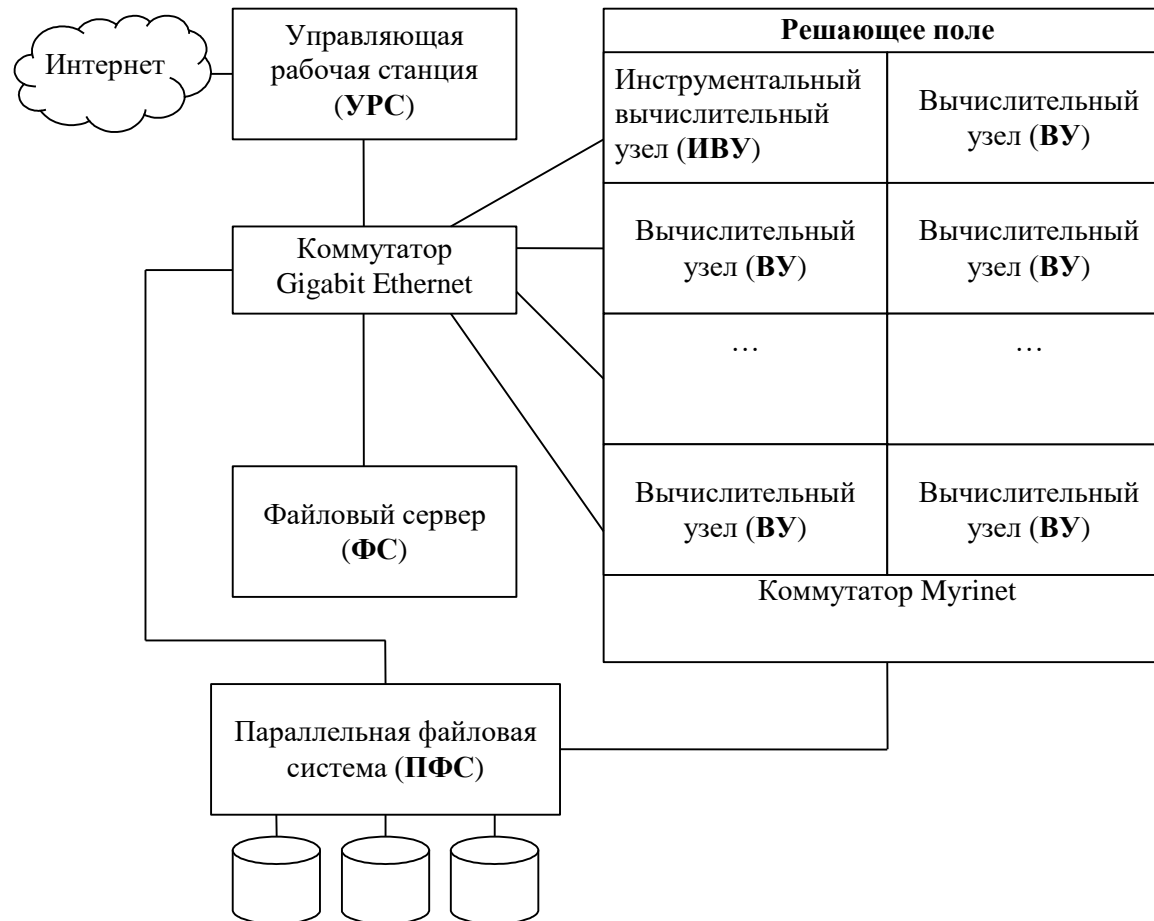 Интернет
Управляющая
рабочая станция
(УРС)
Коммутатор
Gigabit Ethernet
Файловый сервер
(ФС)
Параллельная файловая
система (ПФС)
Решающее поле
Инструментальный
вычислительный
узел (ИВУ)
Вычислительный
узел (ВУ)
Вычислительный
узел (ВУ)
Вычислительный
узел (ВУ)
…
…
Вычислительный
узел (ВУ)
Вычислительный
узел (ВУ)
Коммутатор Myrinet